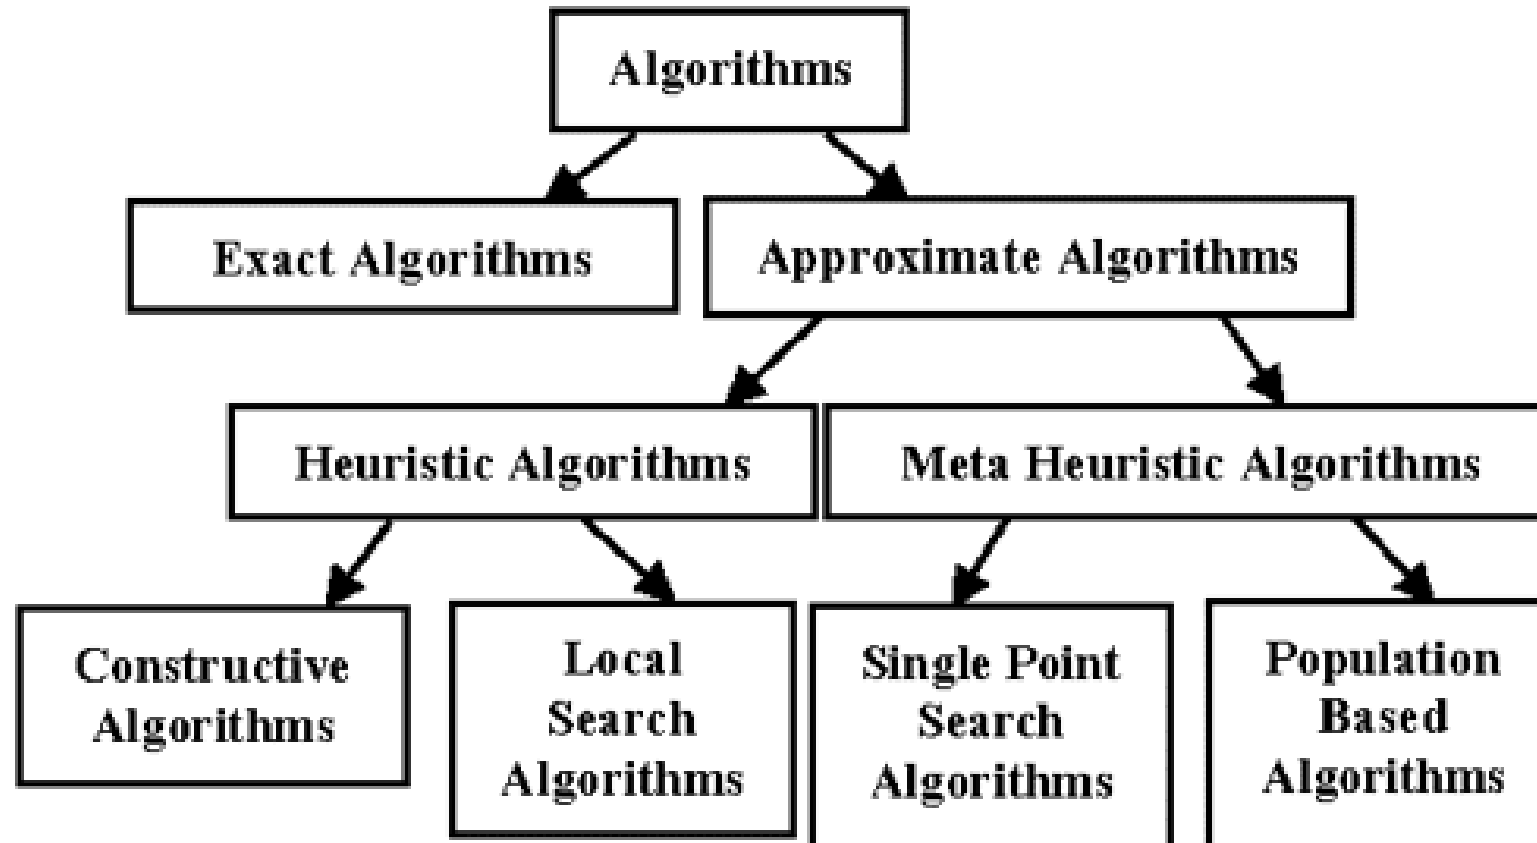 Algorithms
Exact Algorithms
Approximate Algorithms
Heuristic Algorithms
Meta Heuristic Algorithms
Constructive
Algorithms
Local
Search
Algorithms
Single Point
Search
Algorithms
Population
Based
Algorithms